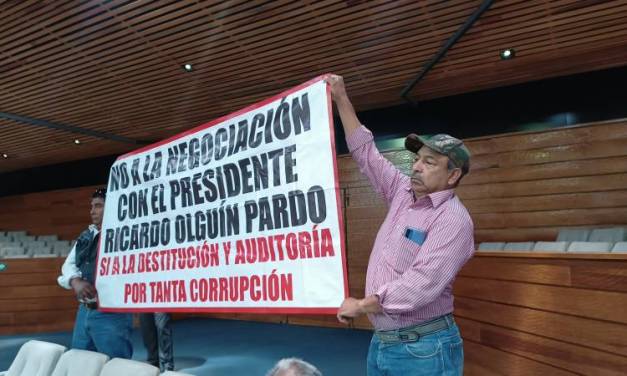 NO A LA NEGOCIACIÓN
CON EL PRESIDENTE
RICARDO OLGUÍN PARDO
SI A LA DESTITUCIÓN Y AUDITORÍA
POR TANTA CORRUPCIÓN